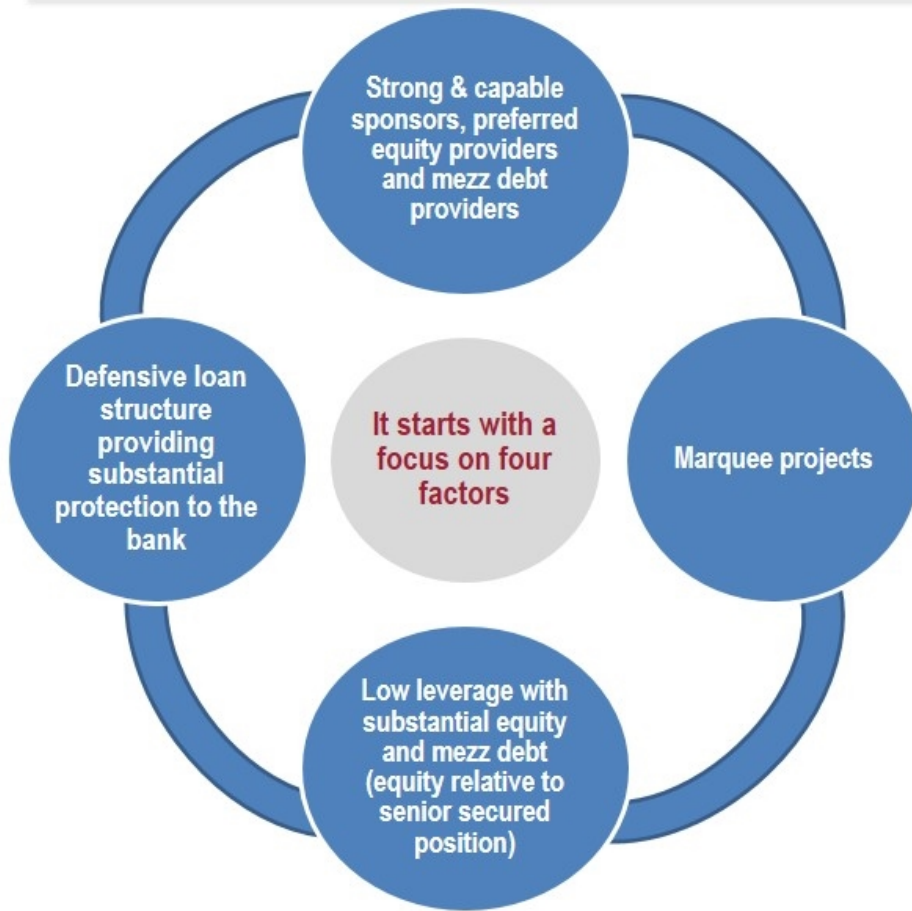 Strong & capable
sponsors, preferred
equity providers
and mezz debt
providers
Defensive loan
structure
providing
substantial
protection to the
bank
It starts with a
focus on four
factors
Marquee projects
Low leverage with
substantial equity
and mezz debt
(equity relative to
senior secured
position)